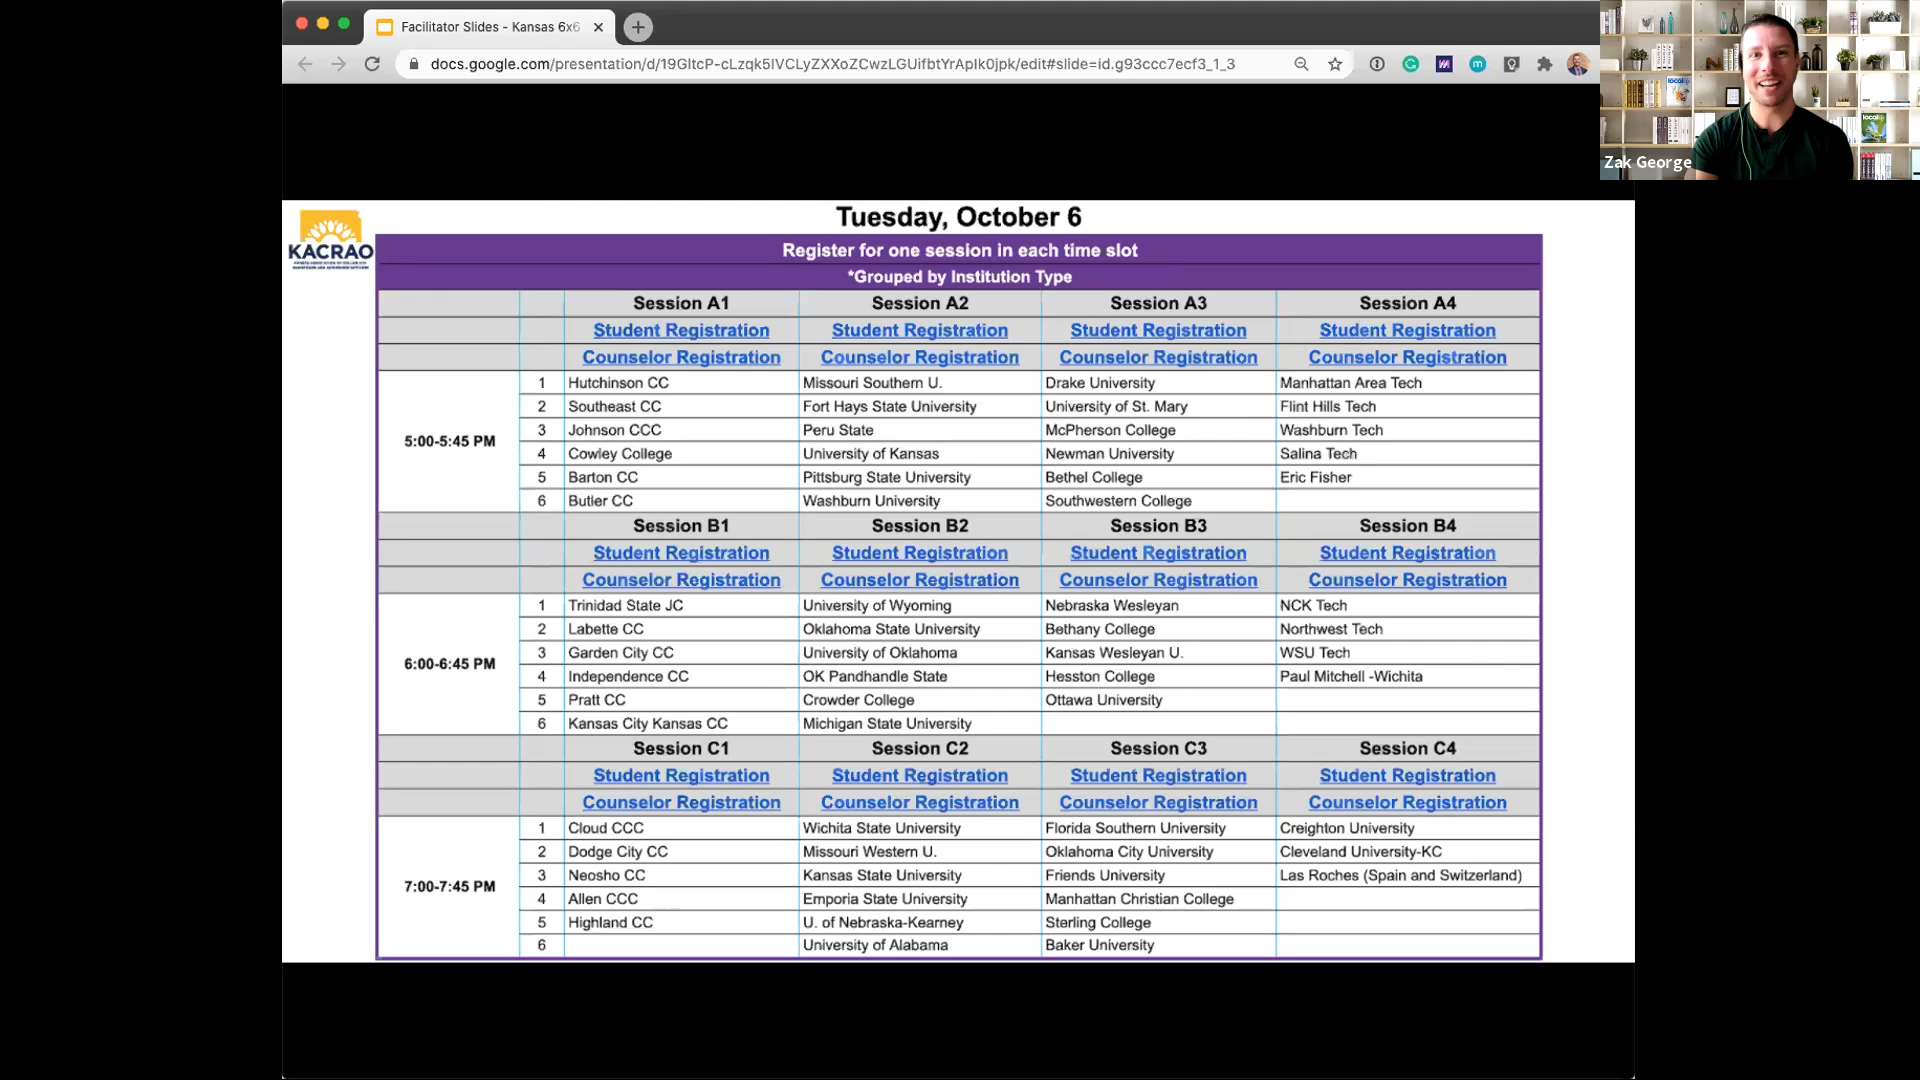 Facilitator Slides - Kansas 6x6
docs.google.com/presentation/d/19GltcP-cLzqk5IVCLyZXXoZCwzLGUifbtYrApIk0jpk/edit#slide=id.g93ccc7ecf3_1_3
Zak George
KACRAO
Tuesday, October 6
Register for one session in each time slot
*Grouped by Institution Type
Session A1 Session A2 Session A3 Session A4
Student Registration Student Registration Student Registration Student Registration
Counselor Registration Counselor Registration Counselor Registration Counselor Registration
5:00-5:45 PM
1 Hutchinson CC Missouri Southern U. Drake University Manhattan Area Tech
2 Southeast CC Fort Hays State University University of St. Mary Flint Hills Tech
3 Johnson CCC Peru State McPherson College Washburn Tech
4 Cowley College University of Kansas Newman University Salina Tech
5 Barton CC Pittsburg State University Bethel College Eric Fisher
6 Butler CC Washburn University Southwestern College
Session B1 Session B2 Session B3 Session B4
Student Registration Student Registration Student Registration Student Registration
Counselor Registration Counselor Registration Counselor Registration Counselor Registration
6:00-6:45 PM
1 Trinidad State JC University of Wyoming Nebraska Wesleyan NCK Tech
2 Labette CC Oklahoma State University Bethany College Northwest Tech
3 Garden City CC University of Oklahoma Kansas Wesleyan U. WSU Tech
4 Independence CC OK Pandhandle State Hesston College Paul Mitchell -Wichita
5 Pratt CC Crowder College Ottawa University
6 Kansas City Kansas CC Michigan State University
Session C1 Session C2 Session C3 Session C4
Student Registration Student Registration Student Registration Student Registration
Counselor Registration Counselor Registration Counselor Registration Counselor Registration
7:00-7:45 PM
1 Cloud CCC Wichita State University Florida Southern University Creighton University
2 Dodge City CC Missouri Western U. Oklahoma City University Cleveland University-KC
3 Neosho CC Kansas State University Friends University Las Roches (Spain and Switzerland)
4 Allen CCC Emporia State University Manhattan Christian College
5 Highland CC U. of Nebraska-Kearney Sterling College
6 University of Alabama Baker University